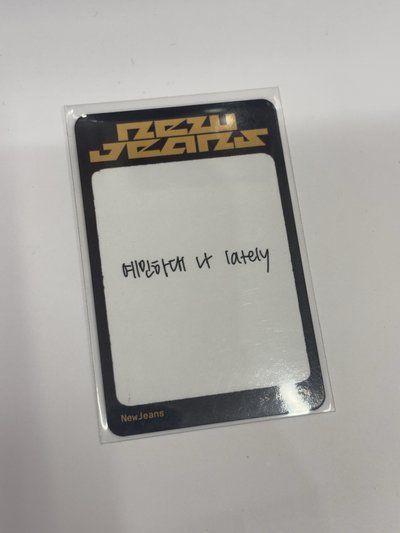 New
Jeans
예민하대 나 lately
NewJeans